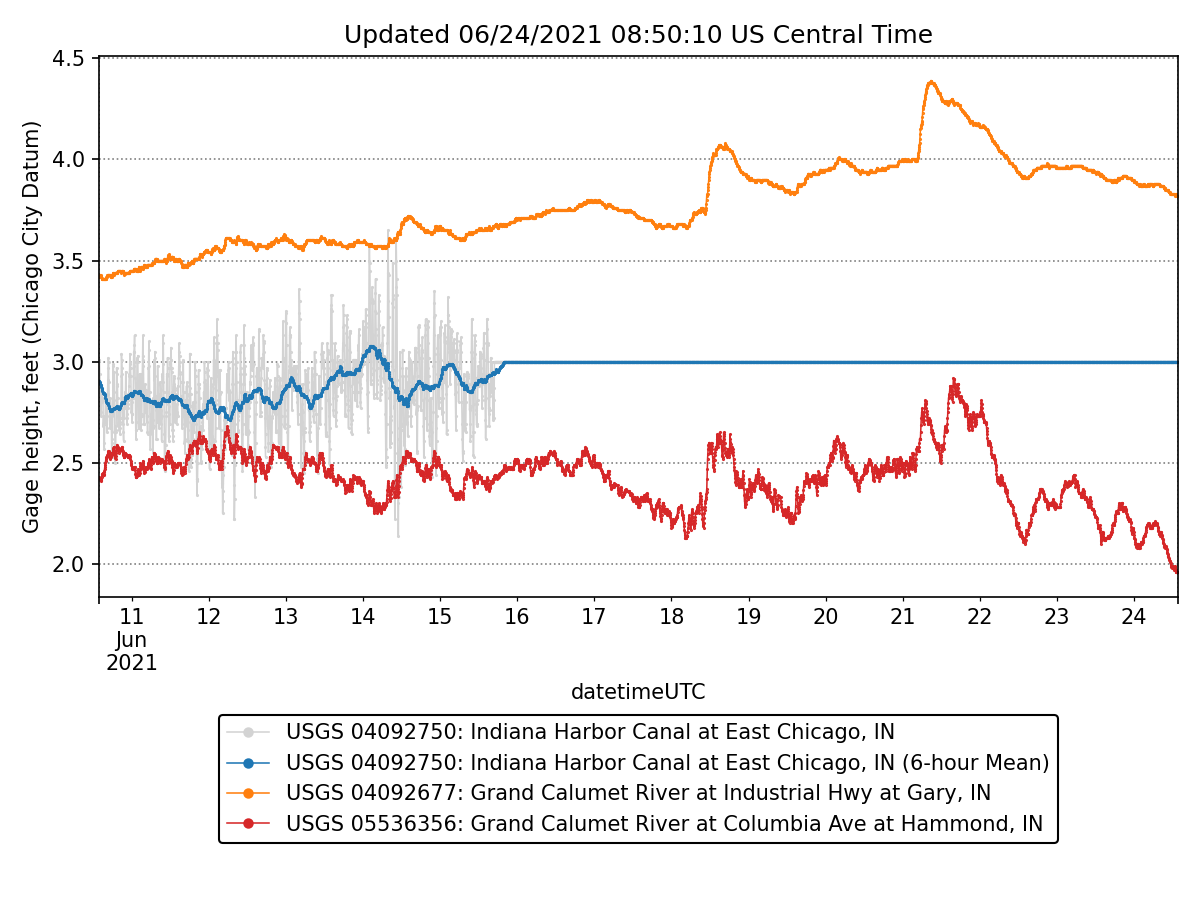 Updated 06/24/2021 08:50:10 US Central Time
Gage height, feet (Chicago City Datum)
4.5
4.0
3.5
3.0
2.5
2.0
11 12 13 14 15 16 17 18 19 20 21 22 23 24
Jun
2021
datetimeUTC
USGS 04092750: Indiana Harbor Canal at East Chicago, IN
USGS 04092750: Indiana Harbor Canal at East Chicago, IN (6-hour Mean)
USGS 04092677: Grand Calumet River at Industrial Hwy at Gary, IN
USGS 05536356: Grand Calumet River at Columbia Ave at Hammond, IN